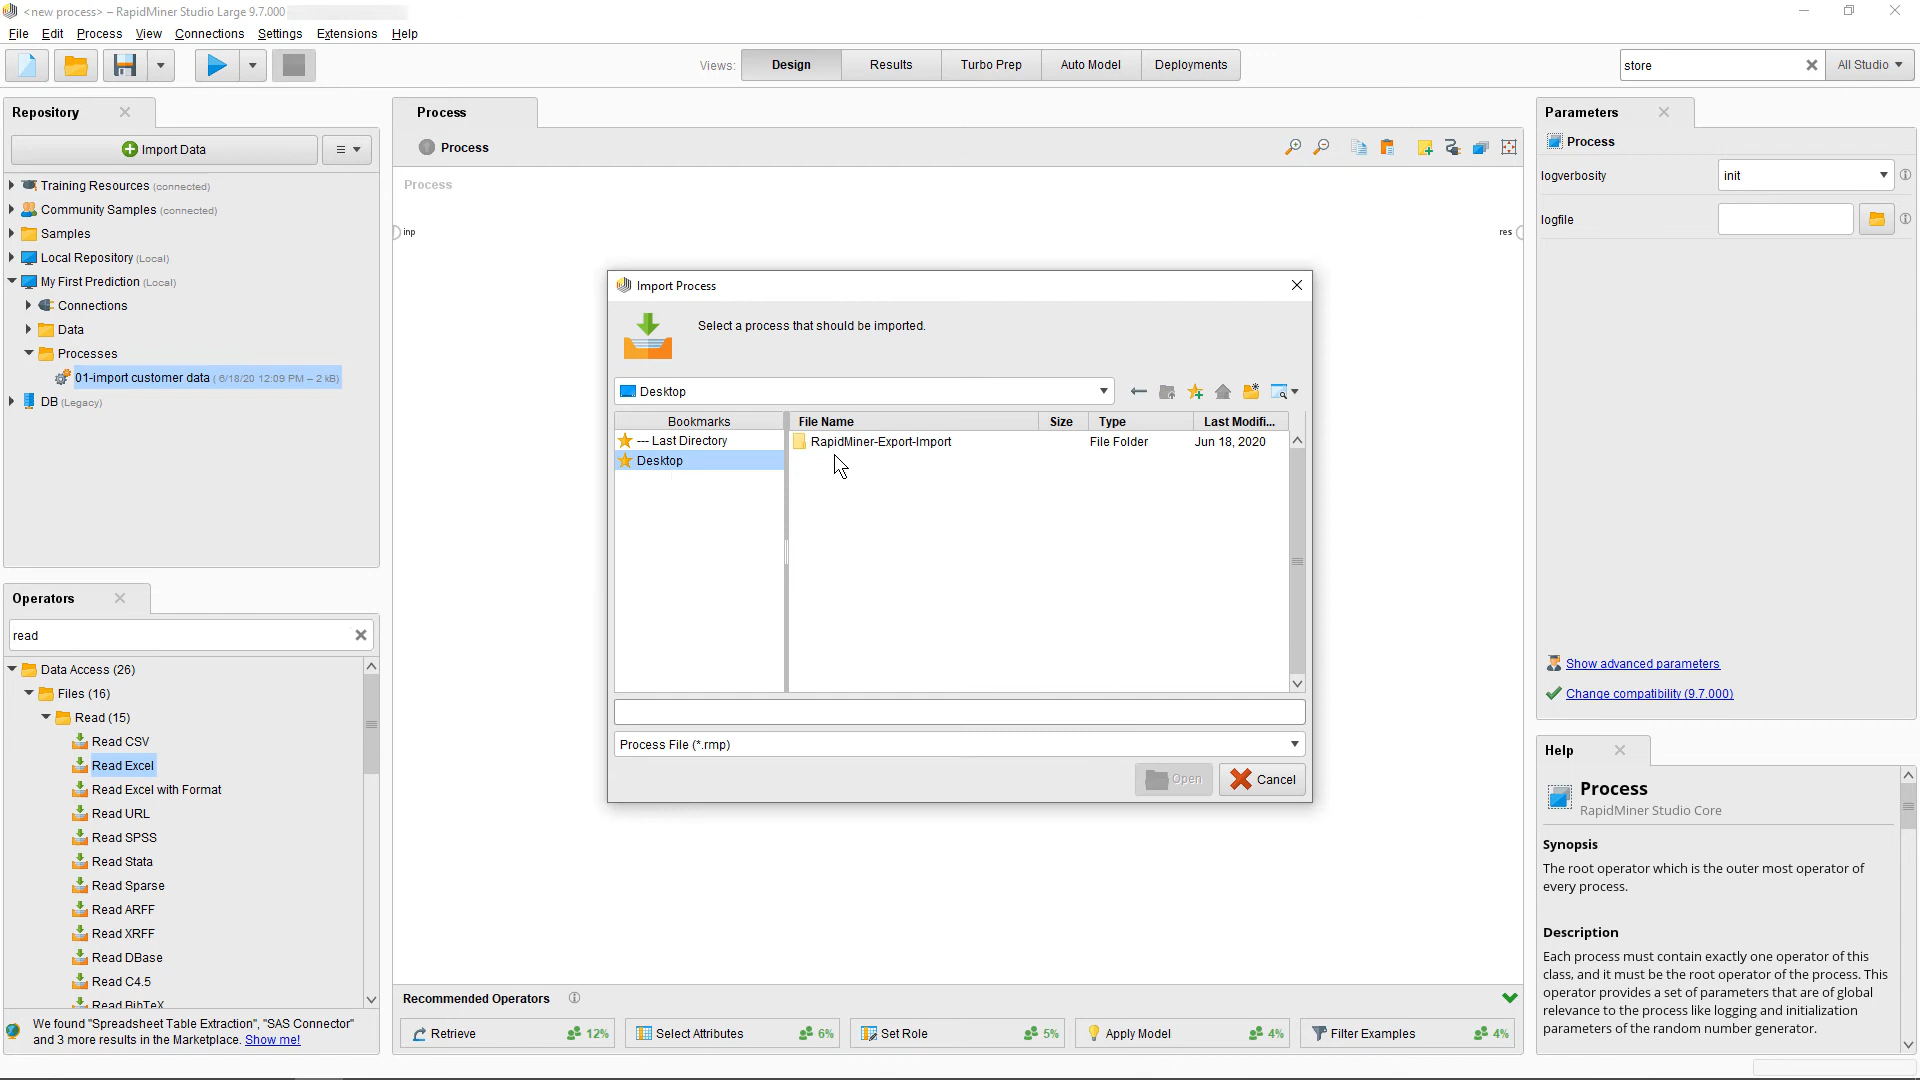 <new process> – RapidMiner Studio Large 9.7.000
File Edit Process View Connections Settings Extensions Help
Views: Design Results Turbo Prep Auto Model Deployments
store All Studio
Repository
Import Data
Training Resources (connected)
Community Samples (connected)
Samples
Local Repository (Local)
My First Prediction (Local)
Connections
Data
Processes
01-import customer data ( 6/18/20 12:09 PM – 2 kB)
DB (Legacy)
Operators
read
Data Access (26)
Files (16)
Read (15)
Read CSV
Read Excel
Read Excel with Format
Read URL
Read SPSS
Read Stata
Read Sparse
Read ARFF
Read XRFF
Read DBase
Read C4.5
Read BibTeX
We found "Spreadsheet Table Extraction", "SAS Connector"
and 3 more results in the Marketplace. Show me!
Process
Process
Process
inp res
Import Process
Select a process that should be imported.
Desktop
Bookmarks File Name Size Type Last Modifi...
--- Last Directory RapidMiner-Export-Import File Folder Jun 18, 2020
Desktop
Process File (*.rmp)
Open Cancel
Recommended Operators
Retrieve 12% Select Attributes 6% Set Role 5% Apply Model 4% Filter Examples 4%
Parameters
Process
logverbosity init
logfile
Show advanced parameters
Change compatibility (9.7.000)
Help
Process
RapidMiner Studio Core
Synopsis
The root operator which is the outer most operator of
every process.
Description
Each process must contain exactly one operator of this
class, and it must be the root operator of the process. This
operator provides a set of parameters that are of global
relevance to the process like logging and initialization
parameters of the random number generator.